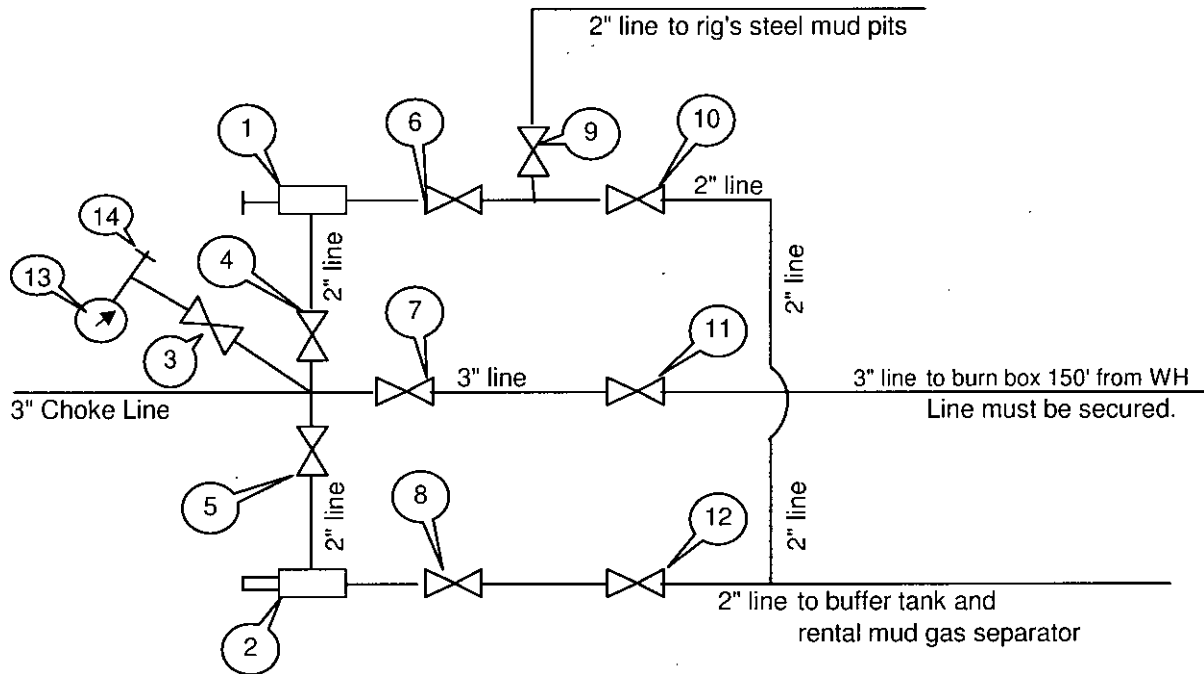 2" line to rig's steel mud pits
1
6
9
10
2" line
14
4
2" line
2" line
13
7
11
3
3" line
3" line to burn box 150' from WH
3" Choke Line
Line must be secured.
5
8
12
2" line
2" line
2" line to buffer tank and
rental mud gas separator
2